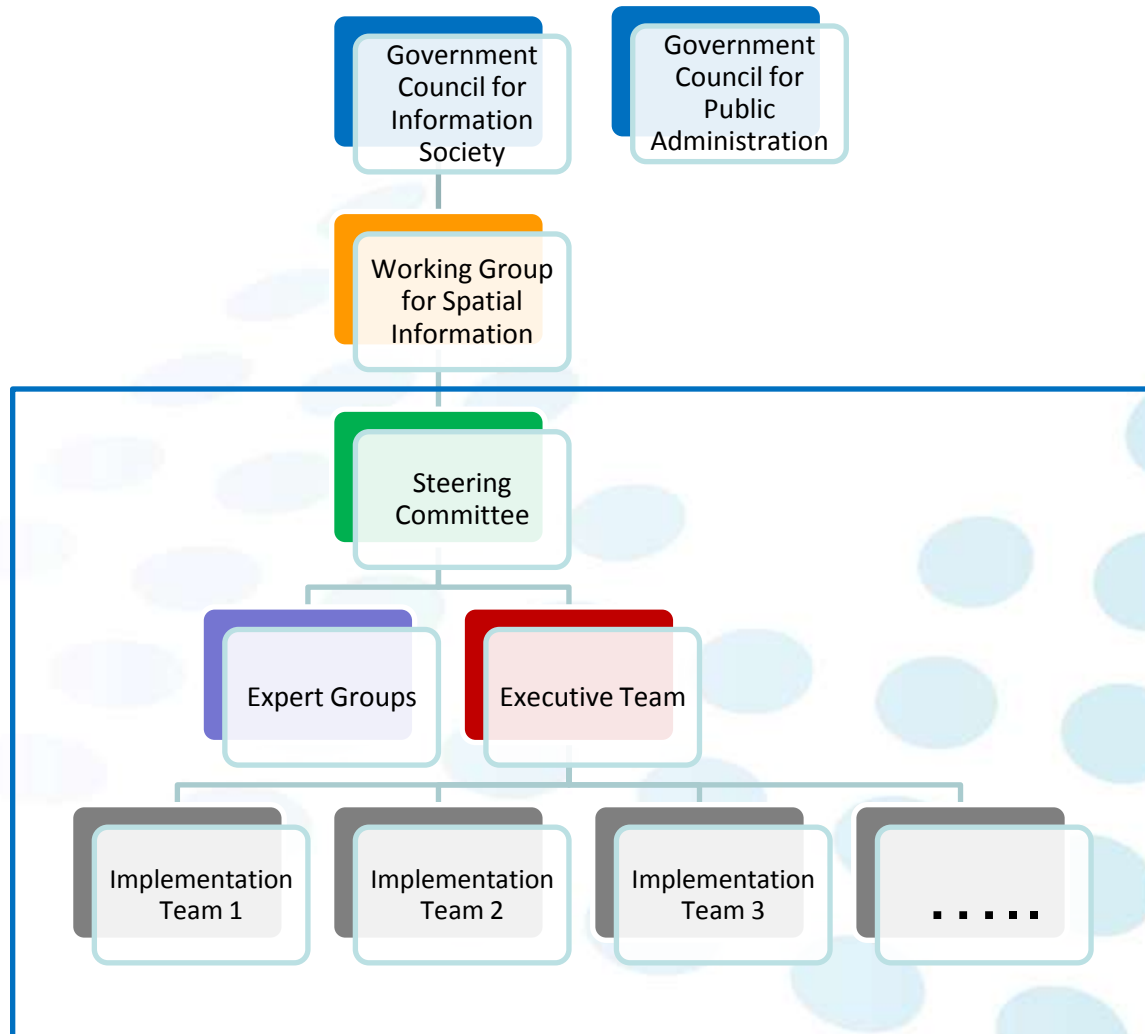 Government
Council for
Information
Society
Government
Council for
Public
Administration
Working Group
for Spatial
Information
Steering
Committee
Expert Groups
Executive Team
Implementation
Team 1
Implementation
Team 2
Implementation
Team 3
.....